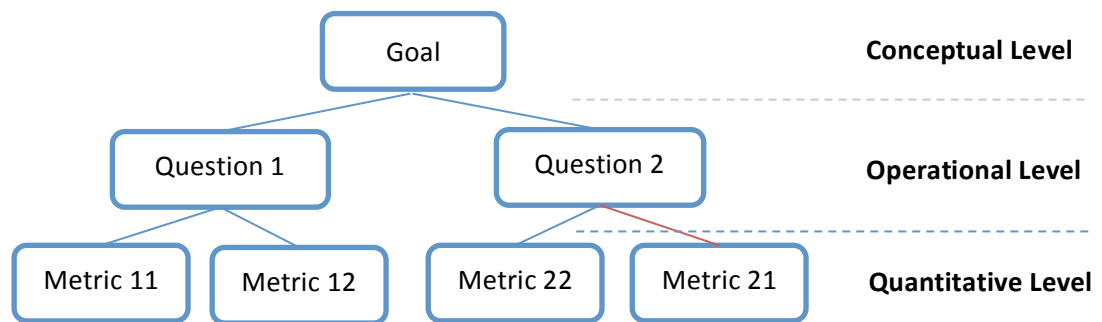 Goal
Conceptual Level
Question 1
Question 2
Operational Level
Metric 11
Metric 12
Metric 22
Metric 21
Quantitative Level